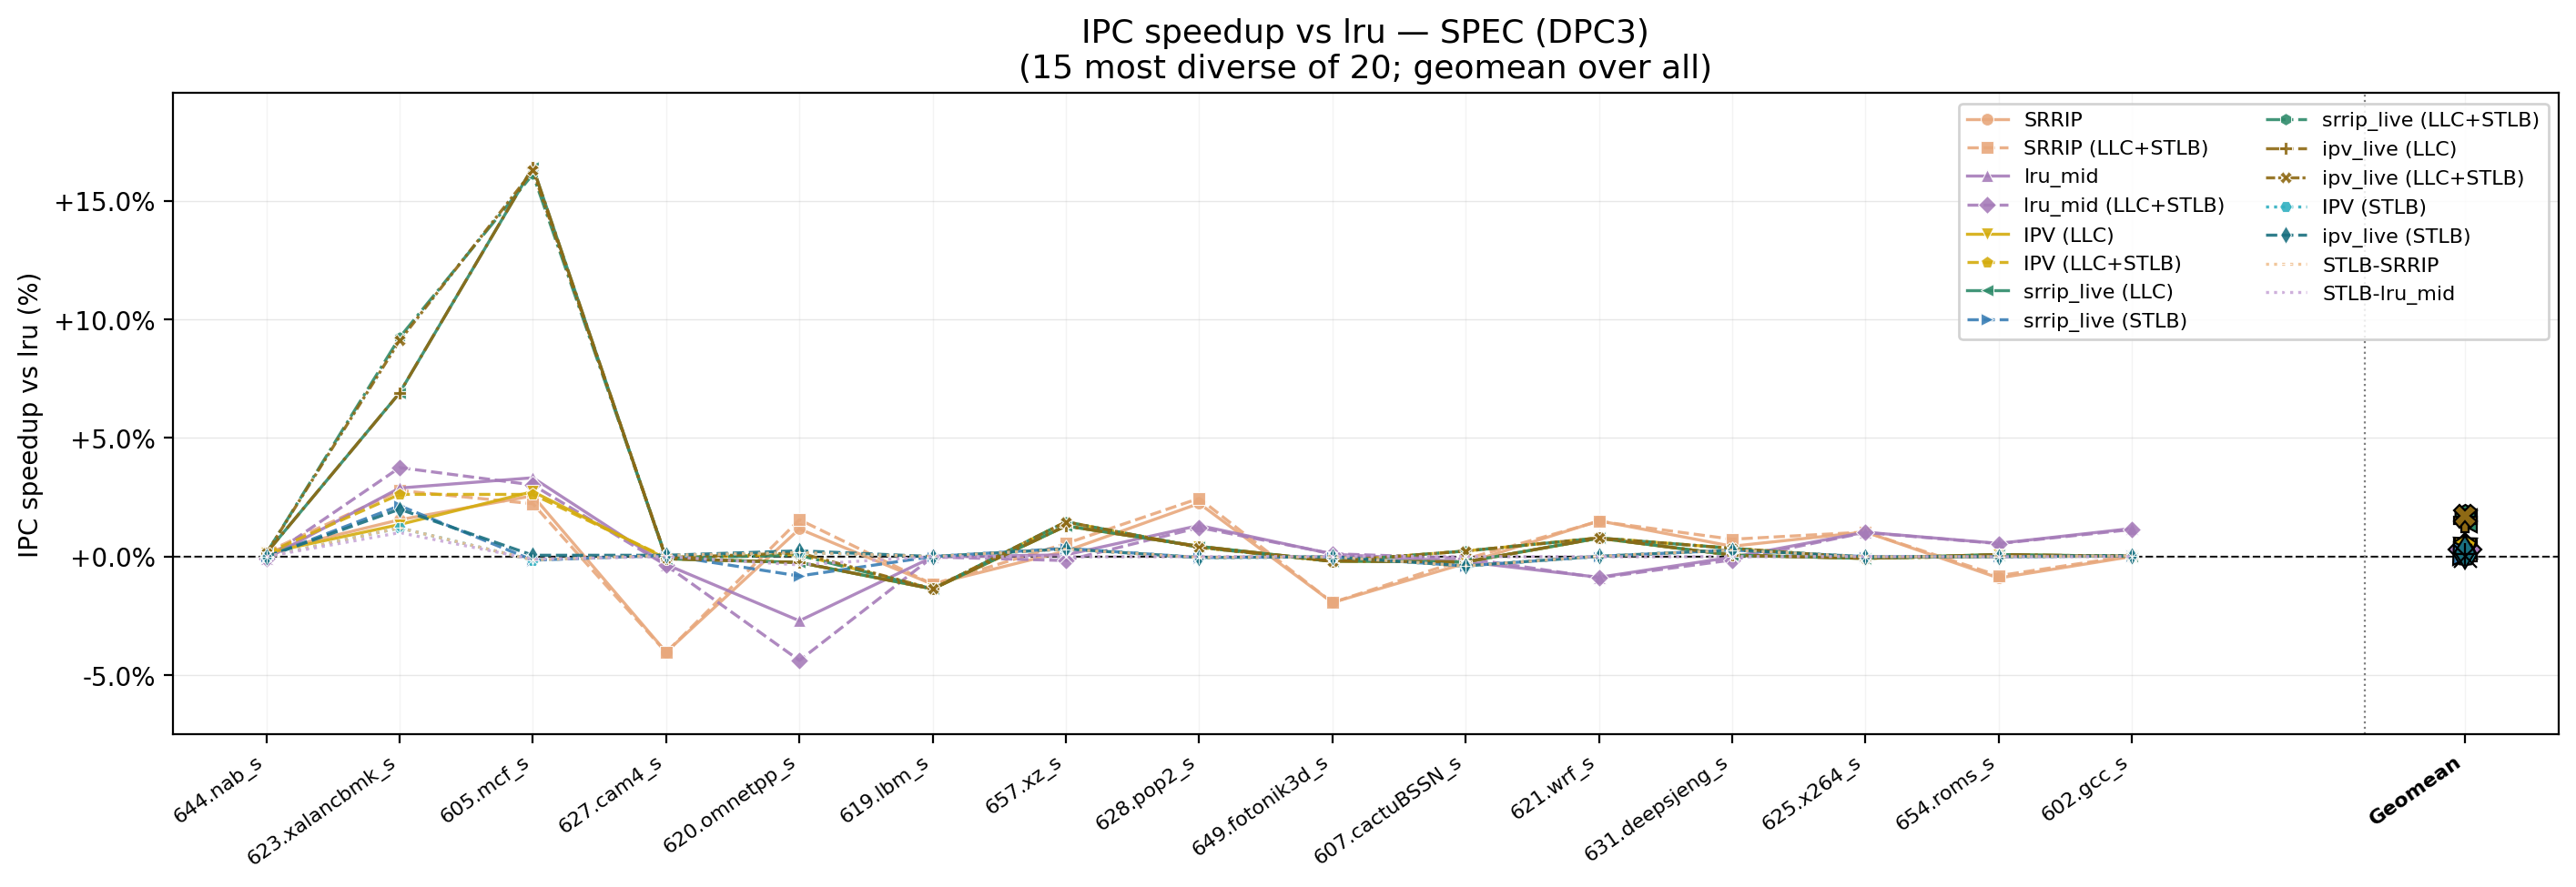 IPC speedup vs lru — SPEC (DPC3)
(15 most diverse of 20; geomean over all)
IPC speedup vs lru (%)
+15.0%
+10.0%
+5.0%
+0.0%
-5.0%
SRRIP
SRRIP (LLC+STLB)
lru_mid
lru_mid (LLC+STLB)
IPV (LLC)
IPV (LLC+STLB)
srrip_live (LLC)
srrip_live (STLB)
srrip_live (LLC+STLB)
ipv_live (LLC)
ipv_live (LLC+STLB)
IPV (STLB)
ipv_live (STLB)
STLB-SRRIP
STLB-lru_mid
644.nab_s
623.xalancbmk_s
605.mcf_s
627.cam4_s
620.omnetpp_s
619.lbm_s
657.xz_s
628.pop2_s
649.fotonik3d_s
607.cactuBSSN_s
621.wrf_s
631.deepsjeng_s
625.x264_s
654.roms_s
602.gcc_s
Geomean